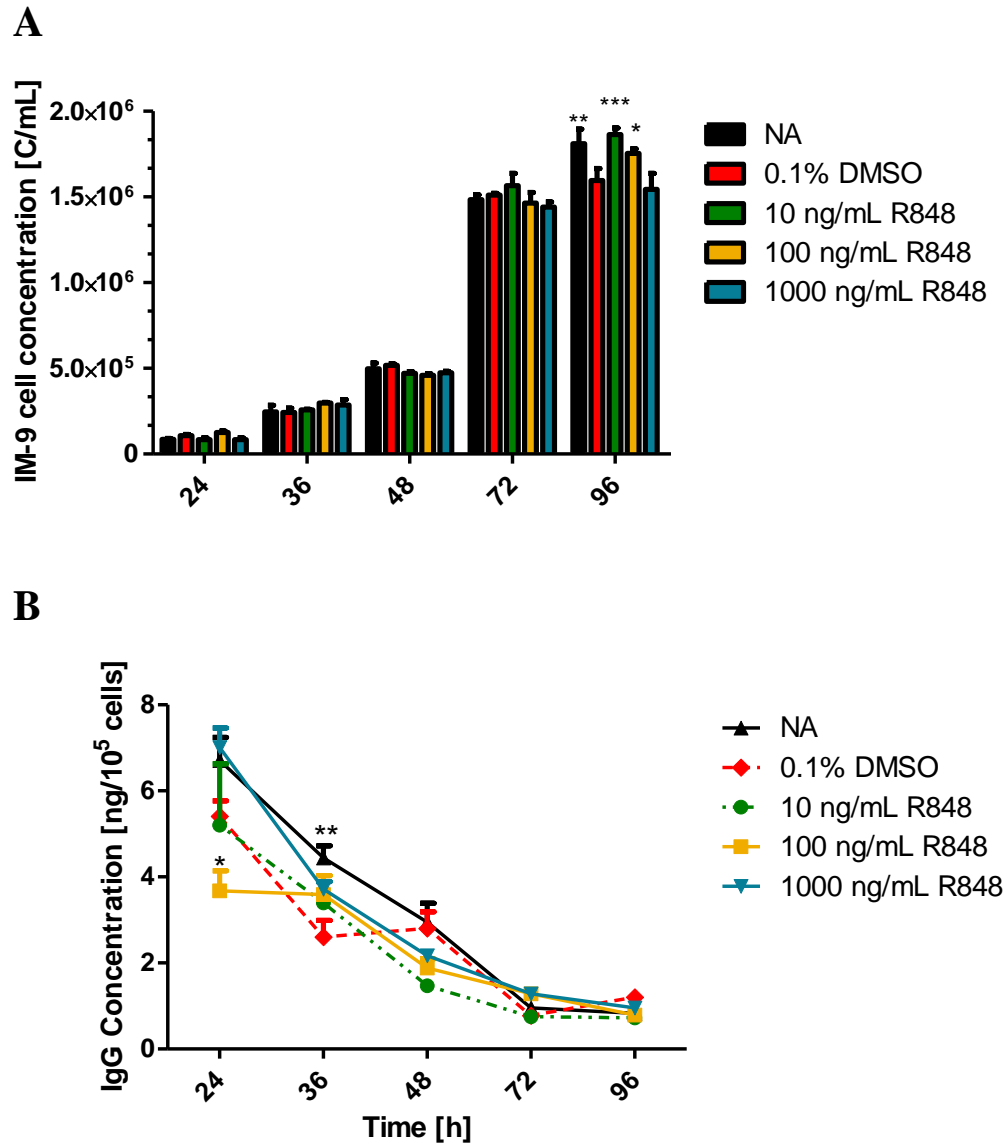 A
IM-9 cell concentration [C/mL]
2.0×10⁶
1.5×10⁶
1.0×10⁶
5.0×10⁵
0
** *** *
24 36 48 72 96
NA
0.1% DMSO
10 ng/mL R848
100 ng/mL R848
1000 ng/mL R848
B
IgG Concentration [ng/10⁵ cells]
8
6
4
2
0
**
*
24 36 48 72 96
Time [h]
NA
0.1% DMSO
10 ng/mL R848
100 ng/mL R848
1000 ng/mL R848